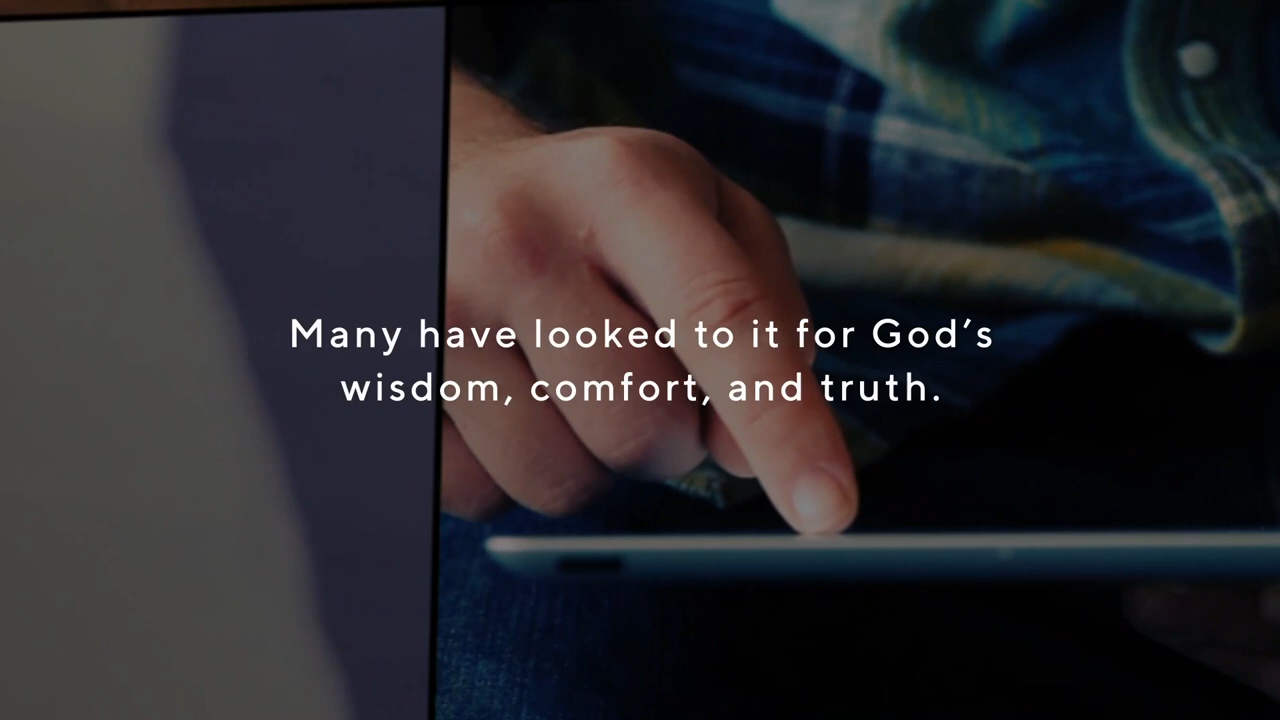 Many have looked to it for God’s
wisdom, comfort, and truth.